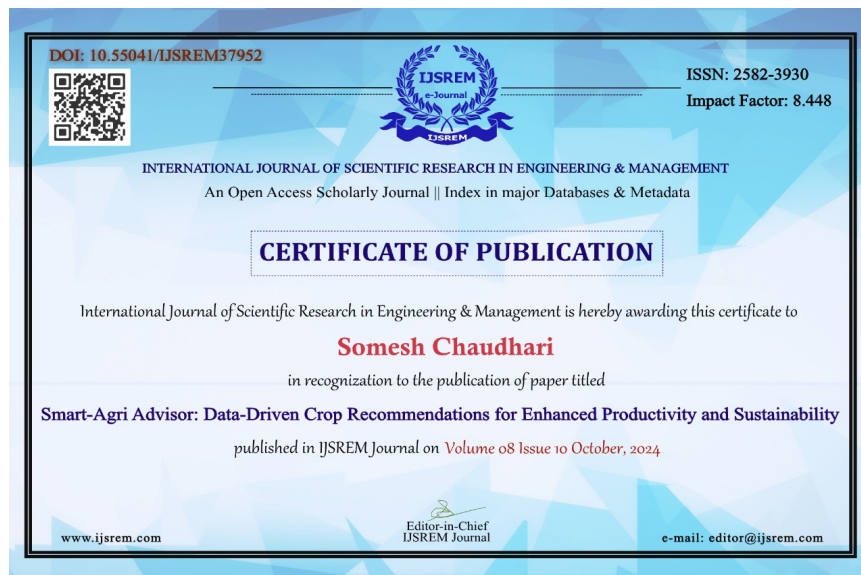 DOI: 10.55041/IJSREM37952
IJSREM
e-Journal
IJSREM
ISSN: 2582-3930
Impact Factor: 8.448
INTERNATIONAL JOURNAL OF SCIENTIFIC RESEARCH IN ENGINEERING & MANAGEMENT
An Open Access Scholarly Journal || Index in major Databases & Metadata
CERTIFICATE OF PUBLICATION
International Journal of Scientific Research in Engineering & Management is hereby awarding this certificate to
Somesh Chaudhari
in recognization to the publication of paper titled
Smart-Agri Advisor: Data-Driven Crop Recommendations for Enhanced Productivity and Sustainability
published in IJSREM Journal on Volume 08 Issue 10 October, 2024
www.ijsrem.com
Editor-in-Chief
IJSREM Journal
e-mail: editor@ijsrem.com